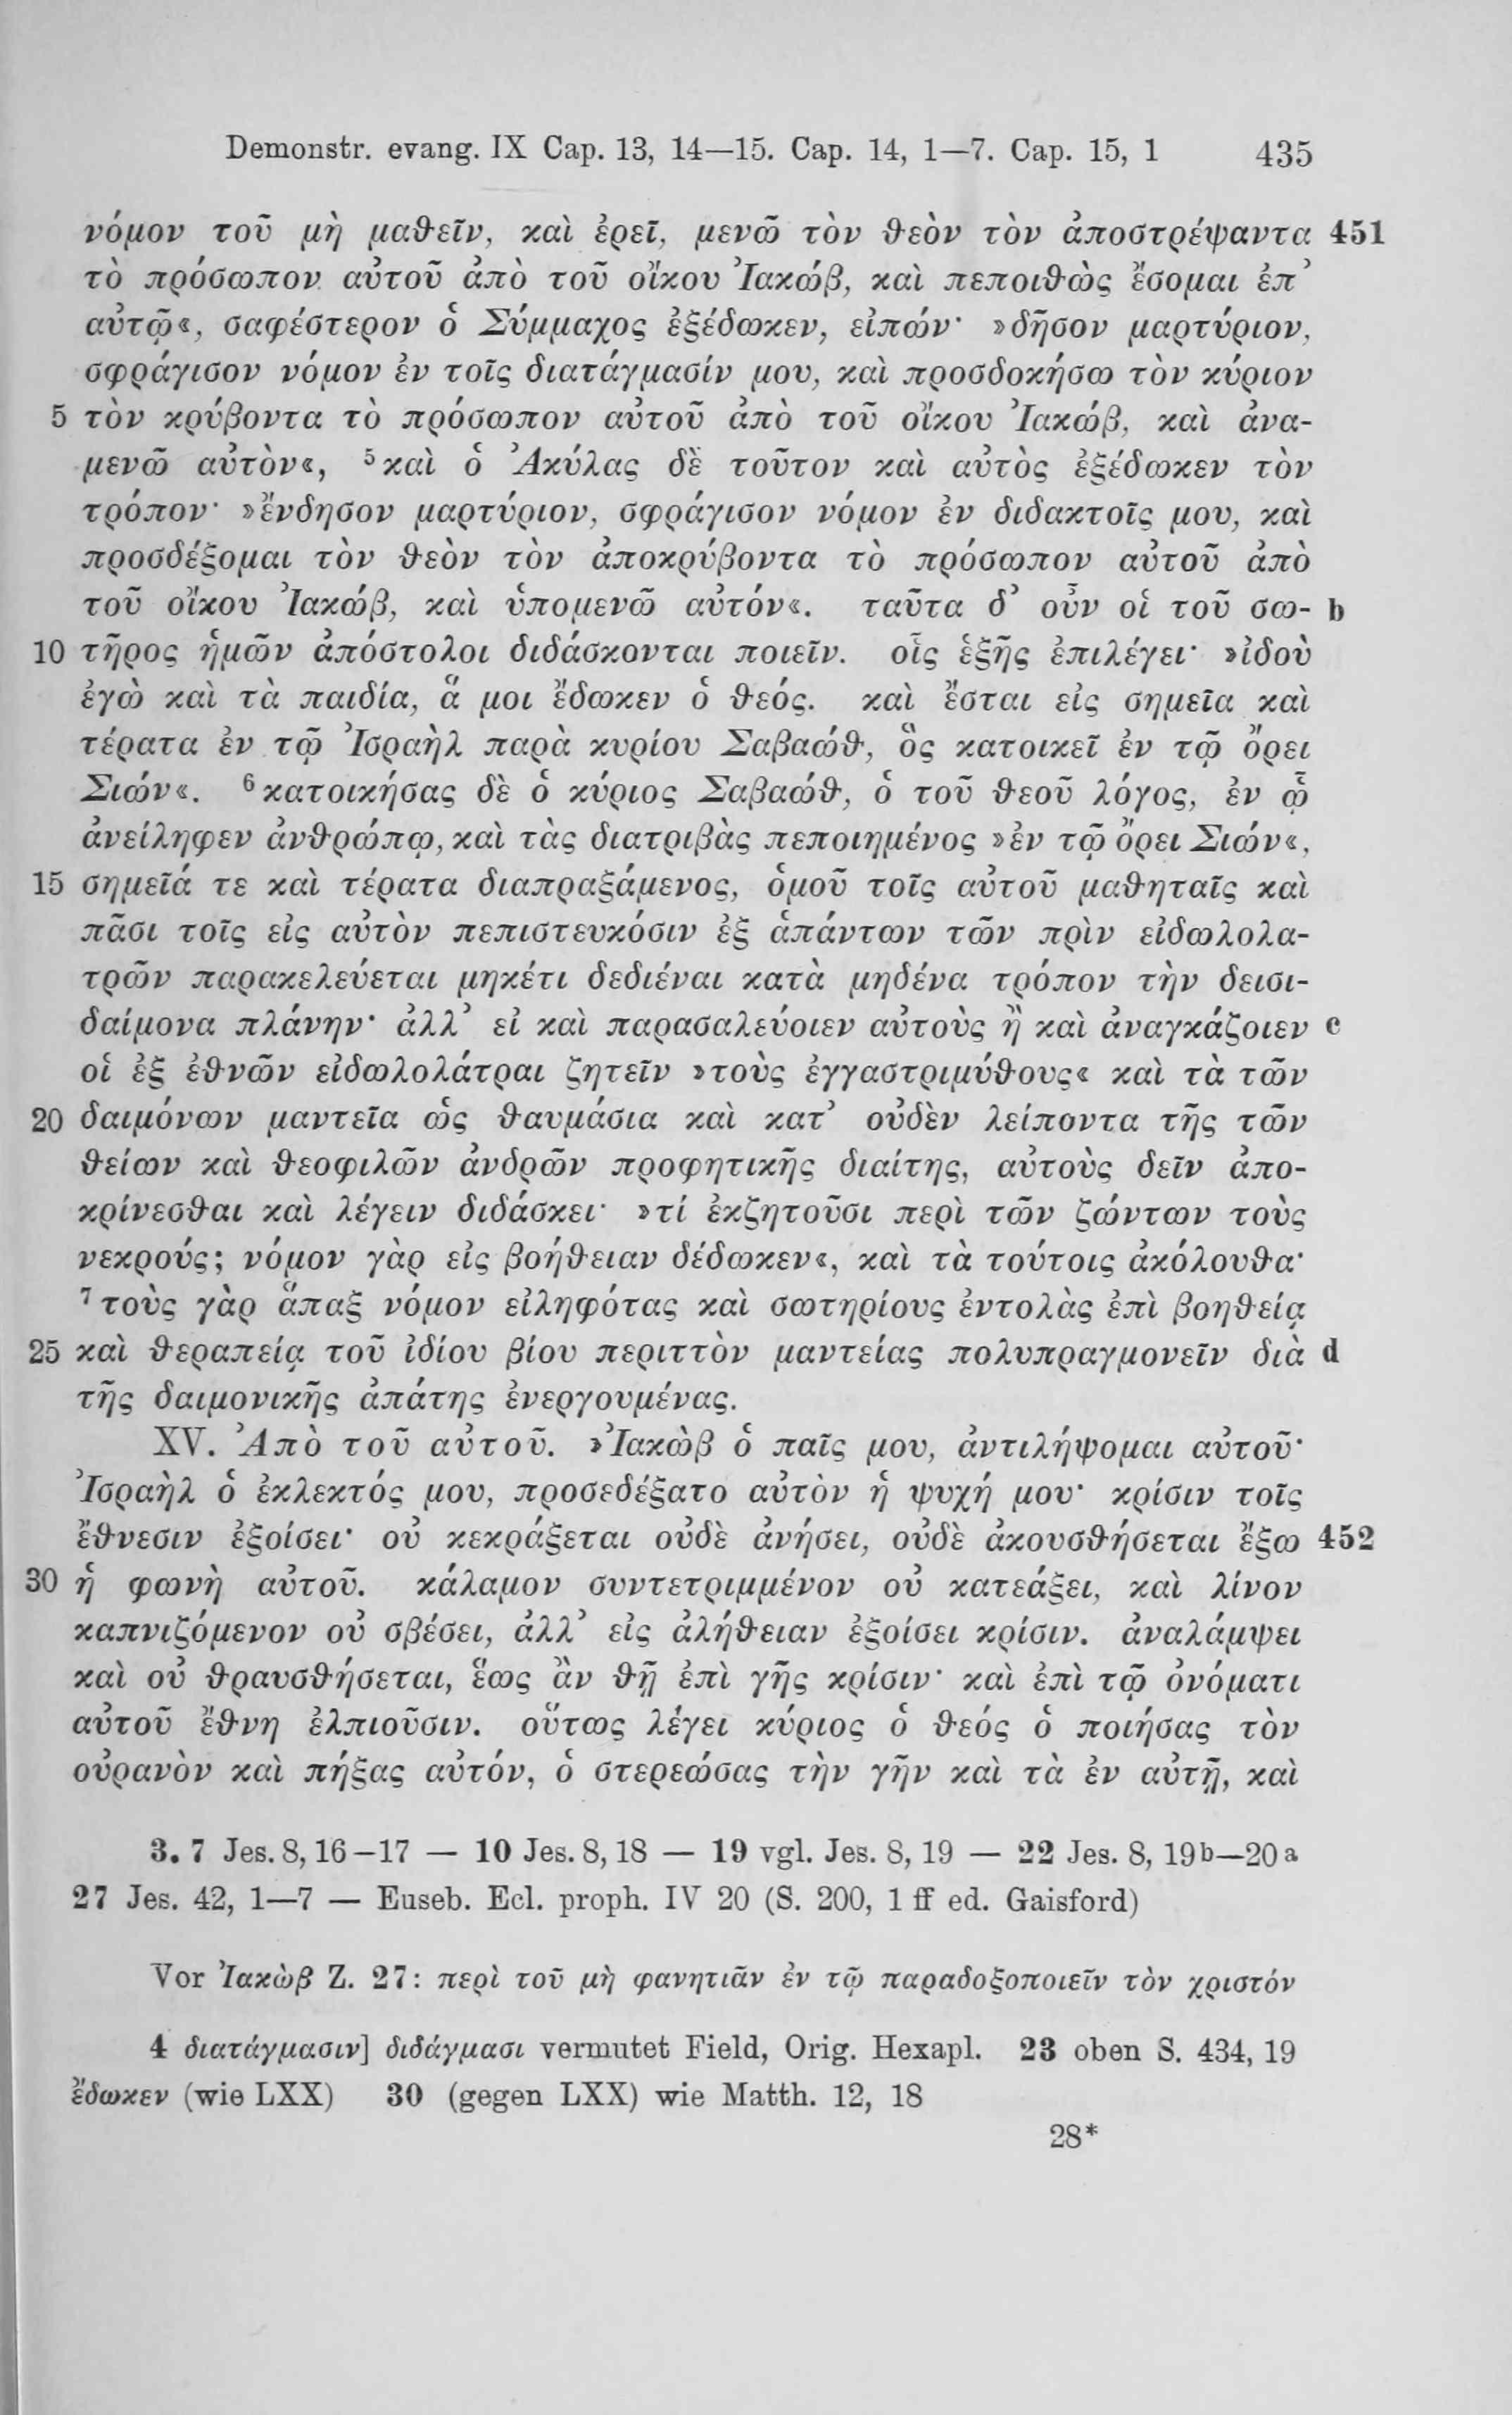 Demonstr. evang. IX Cap. 13, 14—15. Cap. 14, 1—7. Cap. 15, 1 435
νόμον τοῦ μὴ μαθεῖν, καὶ ἐρεῖ, μενῶ τὸν θεὸν τὸν ἀποστρέψαντα 451
τὸ πρόσωπον αὐτοῦ ἀπὸ τοῦ οἴκου Ἰακώβ, καὶ πεποιθὼς ἔσομαι ἐπ’
αὐτῷ«, σαφέστερον ὁ Σύμμαχος ἐξέδωκεν, εἰπών· »δῆσον μαρτύριον,
σφράγισον νόμον ἐν τοῖς διατάγμασίν μου, καὶ προσδοκήσω τὸν κύριον
5 τὸν κρύβοντα τὸ πρόσωπον αὐτοῦ ἀπὸ τοῦ οἴκου Ἰακώβ, καὶ ἀνα-
μενῶ αὐτὸν«, ⁵καὶ ὁ Ἀκύλας δὲ τοῦτον καὶ αὐτὸς ἐξέδωκεν τὸν
τρόπον· »ἔνδησον μαρτύριον, σφράγισον νόμον ἐν διδακτοῖς μου, καὶ
προσδέξομαι τὸν θεὸν τὸν ἀποκρύβοντα τὸ πρόσωπον αὐτοῦ ἀπὸ
τοῦ οἴκου Ἰακώβ, καὶ ὑπομενῶ αὐτόν«. ταῦτα δ’ οὖν οἱ τοῦ σω- b
10 τῆρος ἡμῶν ἀπόστολοι διδάσκονται ποιεῖν. οἷς ἑξῆς ἐπιλέγει· »ἰδοὺ
ἐγὼ καὶ τὰ παιδία, ἅ μοι ἔδωκεν ὁ θεός. καὶ ἔσται εἰς σημεῖα καὶ
τέρατα ἐν τῷ Ἰσραὴλ παρὰ κυρίου Σαβαώθ, ὃς κατοικεῖ ἐν τῷ ὄρει
Σιών«. ⁶κατοικήσας δὲ ὁ κύριος Σαβαώθ, ὁ τοῦ θεοῦ λόγος, ἐν ᾧ
ἀνείληφεν ἀνθρώπῳ, καὶ τὰς διατριβὰς πεποιημένος »ἐν τῷ ὄρει Σιών«,
15 σημεῖά τε καὶ τέρατα διαπραξάμενος, ὁμοῦ τοῖς αὐτοῦ μαθηταῖς καὶ
πᾶσι τοῖς εἰς αὐτὸν πεπιστευκόσιν ἐξ ἁπάντων τῶν πρὶν εἰδωλολα-
τρῶν παρακελεύεται μηκέτι δεδιέναι κατὰ μηδένα τρόπον τὴν δεισι-
δαίμονα πλάνην· ἀλλ’ εἰ καὶ παρασαλεύοιεν αὐτοὺς ἢ καὶ ἀναγκάζοιεν c
οἱ ἐξ ἐθνῶν εἰδωλολάτραι ζητεῖν »τοὺς ἐγγαστριμύθους« καὶ τὰ τῶν
20 δαιμόνων μαντεῖα ὡς θαυμάσια καὶ κατ’ οὐδὲν λείποντα τῆς τῶν
θείων καὶ θεοφιλῶν ἀνδρῶν προφητικῆς διαίτης, αὐτοὺς δεῖν ἀπο-
κρίνεσθαι καὶ λέγειν διδάσκει· »τί ἐκζητοῦσι περὶ τῶν ζώντων τοὺς
νεκρούς; νόμον γὰρ εἰς βοήθειαν δέδωκεν«, καὶ τὰ τούτοις ἀκόλουθα·
⁷τοὺς γὰρ ἅπαξ νόμον εἰληφότας καὶ σωτηρίους ἐντολὰς ἐπὶ βοηθείᾳ
25 καὶ θεραπείᾳ τοῦ ἰδίου βίου περιττὸν μαντείας πολυπραγμονεῖν διὰ d
τῆς δαιμονικῆς ἀπάτης ἐνεργουμένας.
XV. Ἀπὸ τοῦ αὐτοῦ. »Ἰακὼβ ὁ παῖς μου, ἀντιλήψομαι αὐτοῦ·
Ἰσραὴλ ὁ ἐκλεκτός μου, προσεδέξατο αὐτὸν ἡ ψυχή μου· κρίσιν τοῖς
ἔθνεσιν ἐξοίσει· οὐ κεκράξεται οὐδὲ ἀνήσει, οὐδὲ ἀκουσθήσεται ἔξω 452
30 ἡ φωνὴ αὐτοῦ. κάλαμον συντετριμμένον οὐ κατεάξει, καὶ λίνον
καπνιζόμενον οὐ σβέσει, ἀλλ’ εἰς ἀλήθειαν ἐξοίσει κρίσιν. ἀναλάμψει
καὶ οὐ θραυσθήσεται, ἕως ἂν θῇ ἐπὶ γῆς κρίσιν· καὶ ἐπὶ τῷ ὀνόματι
αὐτοῦ ἔθνη ἐλπιοῦσιν. οὕτως λέγει κύριος ὁ θεός ὁ ποιήσας τὸν
οὐρανὸν καὶ πήξας αὐτόν, ὁ στερεώσας τὴν γῆν καὶ τὰ ἐν αὐτῇ, καὶ
3. 7 Jes. 8, 16—17 — 10 Jes. 8, 18 — 19 vgl. Jes. 8, 19 — 22 Jes. 8, 19b—20a
27 Jes. 42, 1—7 — Euseb. Ecl. proph. IV 20 (S. 200, 1 ff ed. Gaisford)
Vor Ἰακὼβ Z. 27: περὶ τοῦ μὴ φανητιᾶν ἐν τῷ παραδοξοποιεῖν τὸν χριστόν
4 διατάγμασιν] διδάγμασι vermutet Field, Orig. Hexapl. 23 oben S. 434, 19
ἔδωκεν (wie LXX) 30 (gegen LXX) wie Matth. 12, 18
28*